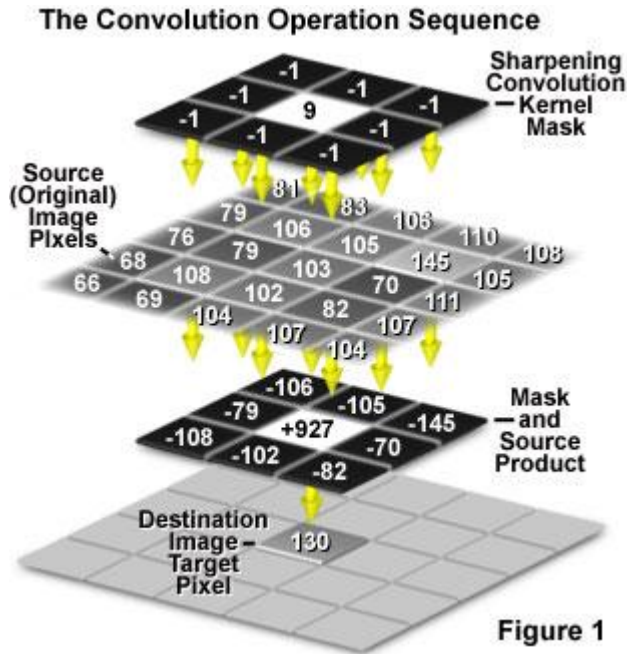 The Convolution Operation Sequence
Sharpening
Convolution
Kernel
Mask
-1
-1 -1
-1 9 -1
-1 -1
-1
Source
(Original)
Image
Pixels
81
79 83
76 106 106
68 79 105 110
66 108 103 145 108
69 102 70 105
104 82 111
107 107
104
-106
-79 -105
-108 +927 -145
-102 -70
-82
Mask
and
Source
Product
Destination
Image
Target
Pixel
130
Figure 1